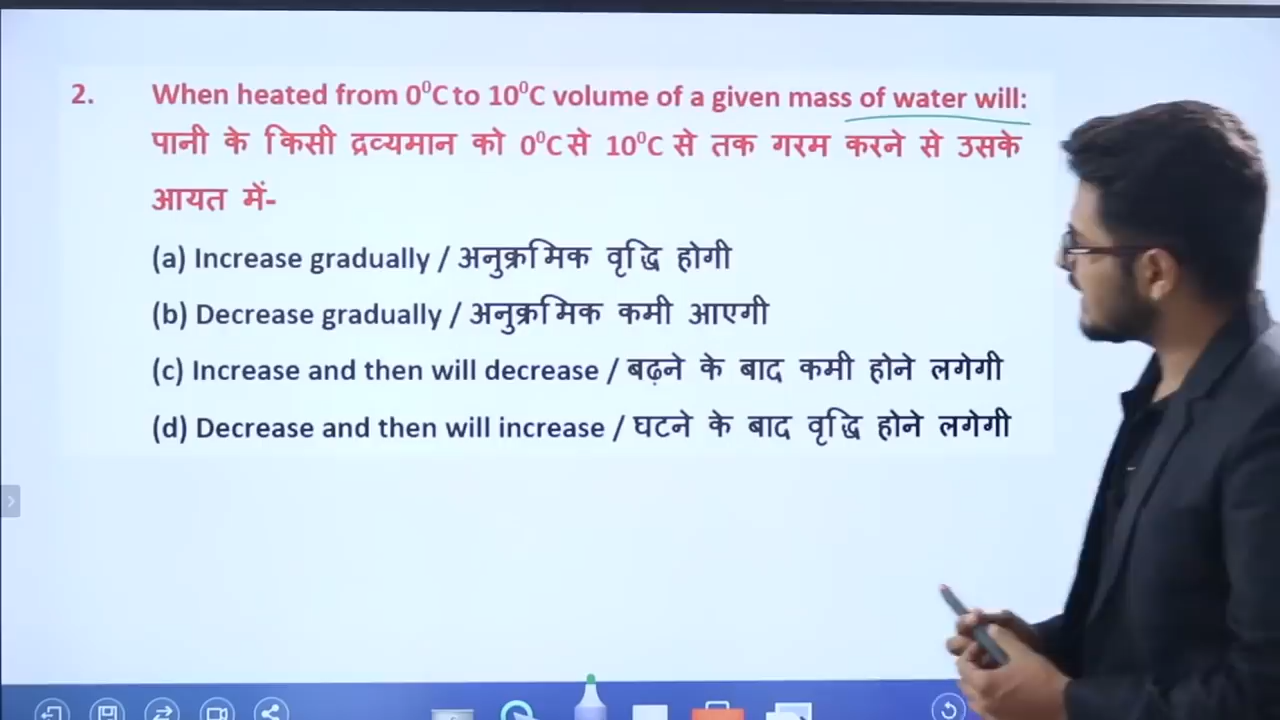 2. When heated from 0⁰C to 10⁰C volume of a given mass of water will:
पानी के किसी द्रव्यमान को 0⁰C से 10⁰C से तक गरम करने से उसके
आयत में-
(a) Increase gradually / अनुक्रमिक वृद्धि होगी
(b) Decrease gradually / अनुक्रमिक कमी आएगी
(c) Increase and then will decrease / बढ़ने के बाद कमी होने लगेगी
(d) Decrease and then will increase / घटने के बाद वृद्धि होने लगेगी